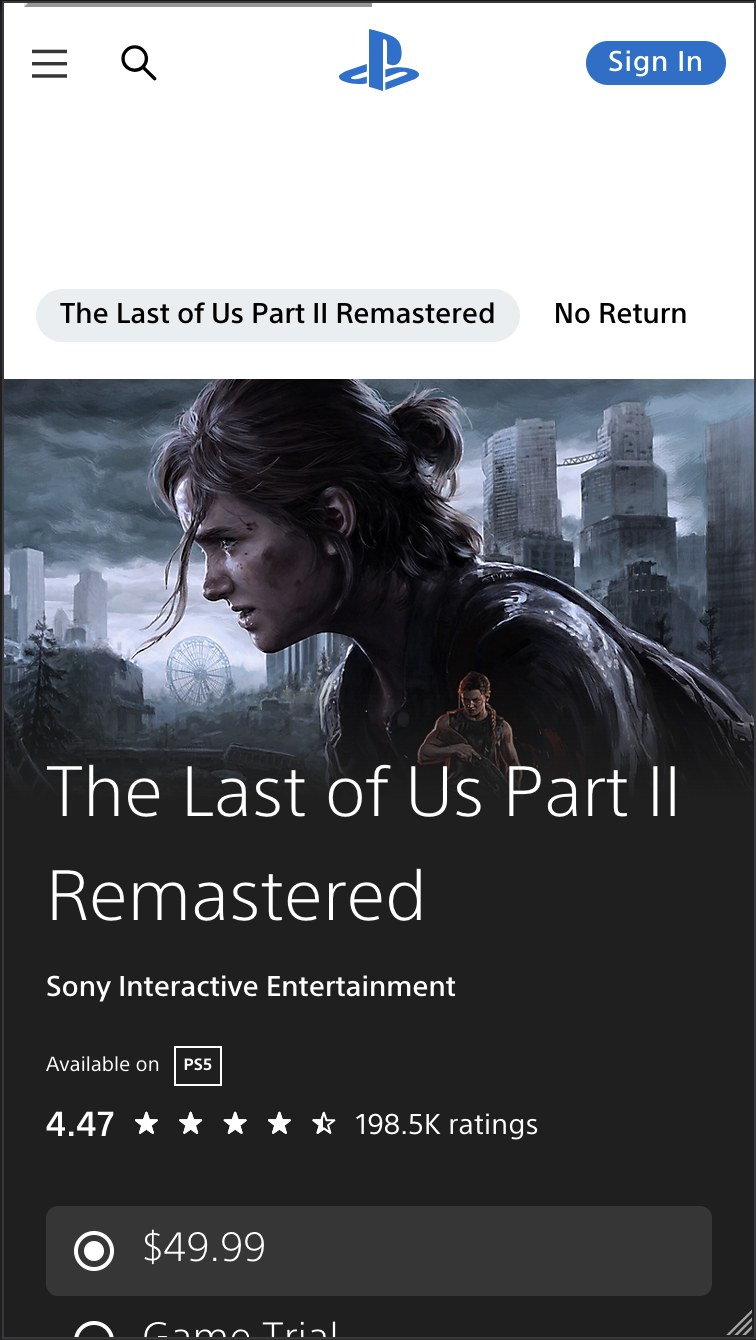 Sign In
The Last of Us Part II Remastered
No Return
The Last of Us Part II
Remastered
Sony Interactive Entertainment
Available on PS5
4.47 198.5K ratings
$49.99
Game Trial